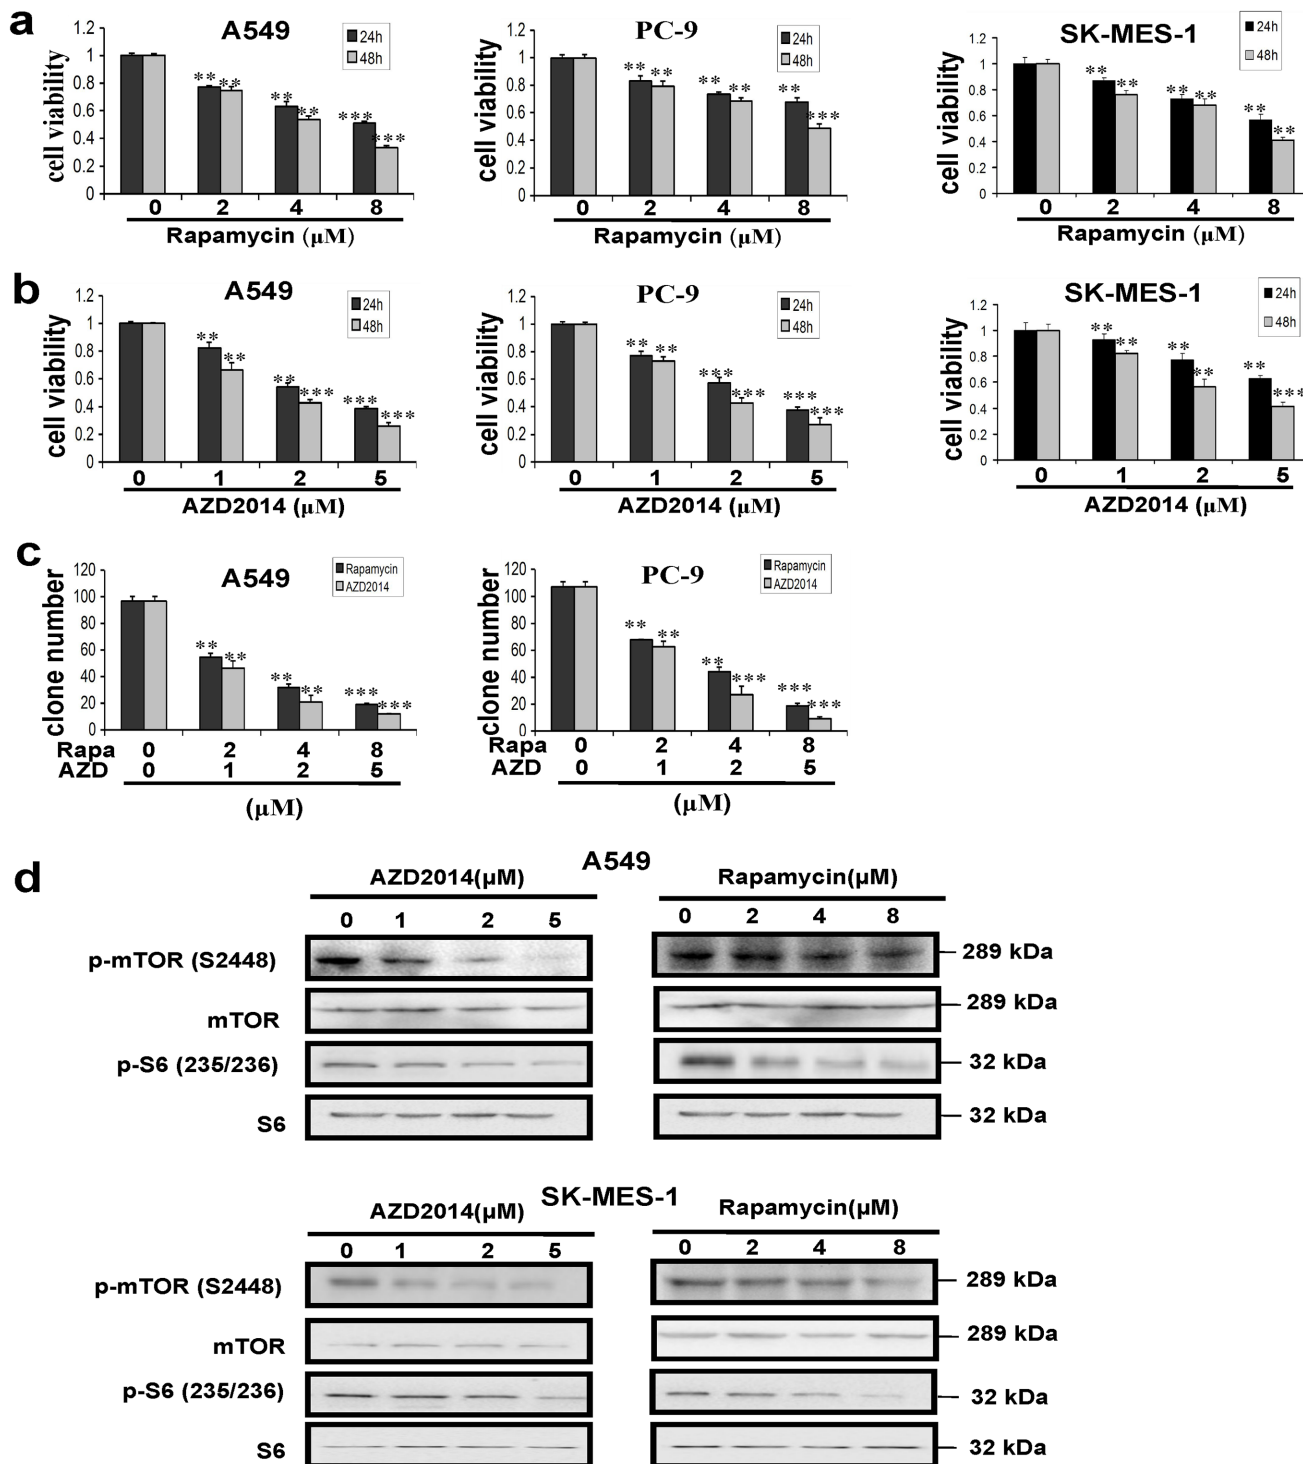 a
A549
24h
48h
cell viability
1.2
1
0.8
0.6
0.4
0.2
0
** ** ** ** *** ***
0 2 4 8
Rapamycin (μM)
PC-9
24h
48h
cell viability
1.2
1
0.8
0.6
0.4
0.2
0
** ** ** ** ** ***
0 2 4 8
Rapamycin (μM)
SK-MES-1
24h
48h
cell viability
1.2
1
0.8
0.6
0.4
0.2
0
** ** ** ** ** **
0 2 4 8
Rapamycin (μM)
b
A549
24h
48h
cell viability
1.2
1
0.8
0.6
0.4
0.2
0
** ** ** *** *** ***
0 1 2 5
AZD2014 (μM)
PC-9
24h
48h
cell viability
1.2
1
0.8
0.6
0.4
0.2
0
** ** *** *** *** ***
0 1 2 5
AZD2014 (μM)
SK-MES-1
24h
48h
cell viability
1.2
1
0.8
0.6
0.4
0.2
0
** ** ** ** ** ***
0 1 2 5
AZD2014 (μM)
c
A549
Rapamycin
AZD2014
clone number
120
100
80
60
40
20
0
** ** ** ** *** ***
Rapa 0 2 4 8
AZD 0 1 2 5
(μM)
PC-9
Rapamycin
AZD2014
clone number
120
100
80
60
40
20
0
** ** ** *** *** ***
Rapa 0 2 4 8
AZD 0 1 2 5
(μM)
d
A549
AZD2014(μM) Rapamycin(μM)
0 1 2 5 0 2 4 8
p-mTOR (S2448) 289 kDa
mTOR 289 kDa
p-S6 (235/236) 32 kDa
S6 32 kDa
SK-MES-1
AZD2014(μM) Rapamycin(μM)
0 1 2 5 0 2 4 8
p-mTOR (S2448) 289 kDa
mTOR 289 kDa
p-S6 (235/236) 32 kDa
S6 32 kDa